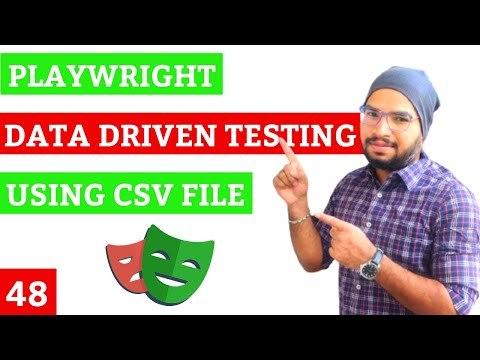 PLAYWRIGHT
DATA DRIVEN TESTING
USING CSV FILE
48